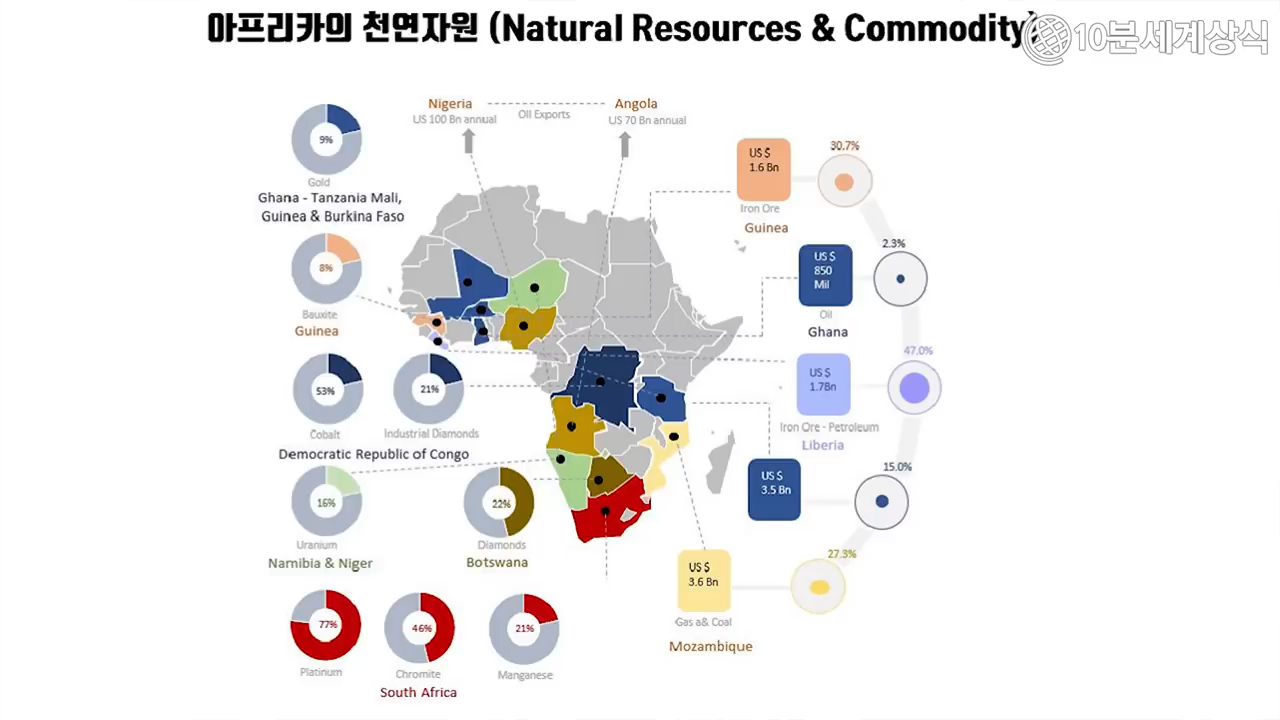 아프리카의 천연자원 (Natural Resources & Commodity)
10분세계상식
Nigeria
US 100 Bn annual
Oll Exports
Angola
US 70 Bn annual
9%
Gold
Ghana - Tanzania Mali,
Guinea & Burkina Faso
8%
Bauxite
Guinea
53%
Cobalt
21%
Industrial Diamonds
Democratic Republic of Congo
16%
Uranium
Namibia & Niger
22%
Diamonds
Botswana
77%
Platinum
46%
Chromite
21%
Manganese
South Africa
US $
1.6 Bn
Iron Ore
Guinea
30.7%
US $
850
Mil
Oil
Ghana
2.3%
US $
1.7Bn
Iron Ore - Petroleum
Liberia
47.0%
US $
3.5 Bn
15.0%
US $
3.6 Bn
Gas a& Coal
Mozambique
27.3%